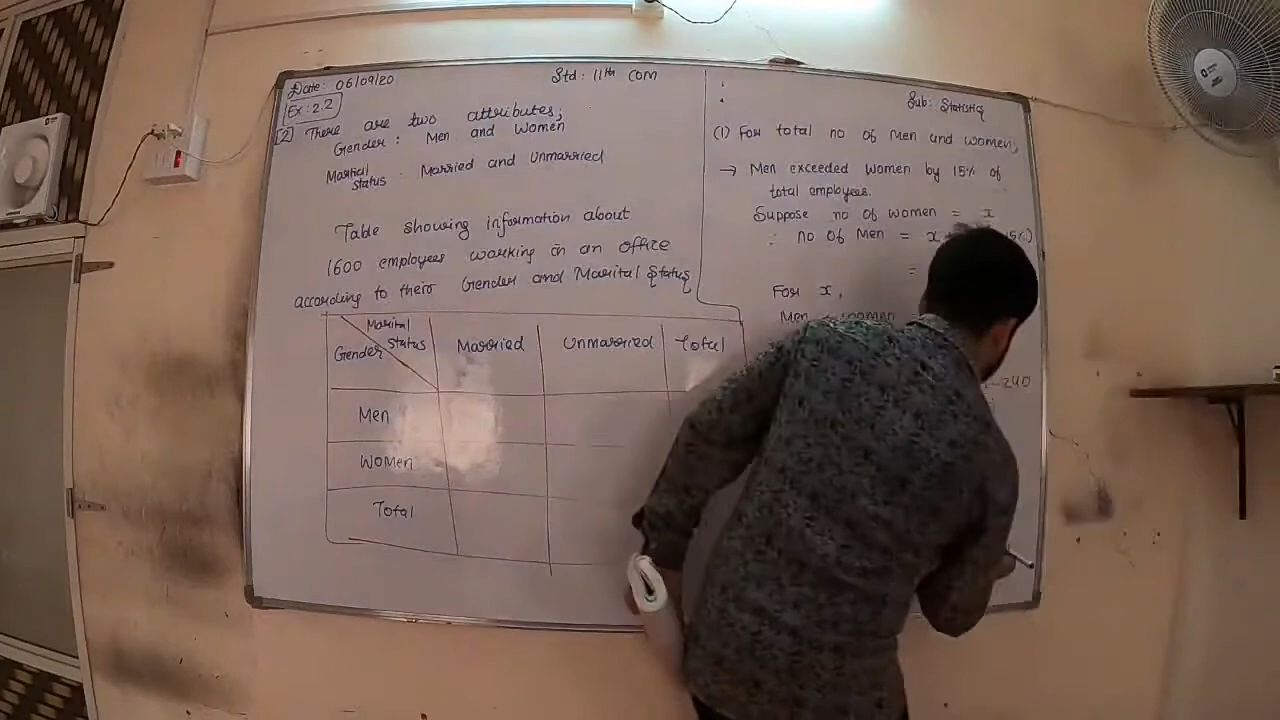 Date: 06/09/20
Std: 11th com
Sub: Statistiq
Ex: 2.2
[2] There are two attributes;
Gender: Men and Women
Marital status: Married and Unmarried
Table showing information about
1600 employees working in an office
according to their Gender and Marital Status
Marital Status
Gender
Married
Unmarried
Total
Men
Women
Total
(1) For total no of Men and women;
→ Men exceeded women by 15% of
total employees.
Suppose no of women = x
∴ no of Men = x
=
For x,
Men
-240